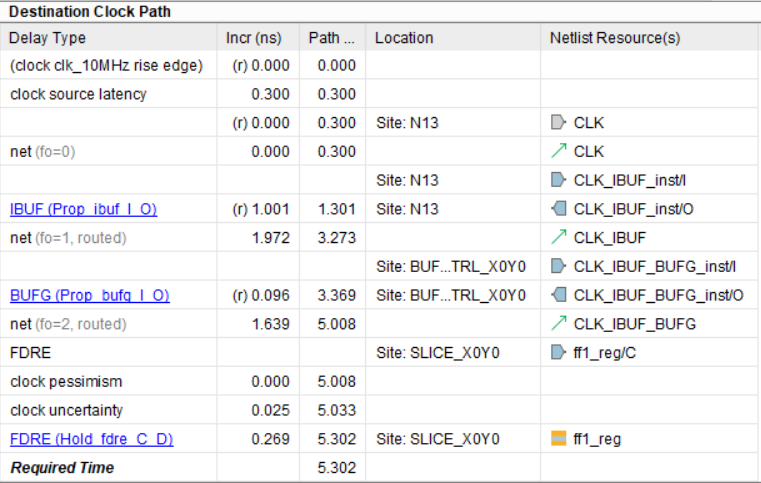 Destination Clock Path
Delay Type Incr (ns) Path ... Location Netlist Resource(s)
(clock clk_10MHz rise edge) (r) 0.000 0.000
clock source latency 0.300 0.300
(r) 0.000 0.300 Site: N13 CLK
net (fo=0) 0.000 0.300 CLK
Site: N13 CLK_IBUF_inst/I
IBUF (Prop_ibuf_I_O) (r) 1.001 1.301 Site: N13 CLK_IBUF_inst/O
net (fo=1, routed) 1.972 3.273 CLK_IBUF
Site: BUF...TRL_X0Y0 CLK_IBUF_BUFG_inst/I
BUFG (Prop_bufg_I_O) (r) 0.096 3.369 Site: BUF...TRL_X0Y0 CLK_IBUF_BUFG_inst/O
net (fo=2, routed) 1.639 5.008 CLK_IBUF_BUFG
FDRE Site: SLICE_X0Y0 ff1_reg/C
clock pessimism 0.000 5.008
clock uncertainty 0.025 5.033
FDRE (Hold_fdre_C_D) 0.269 5.302 Site: SLICE_X0Y0 ff1_reg
Required Time 5.302